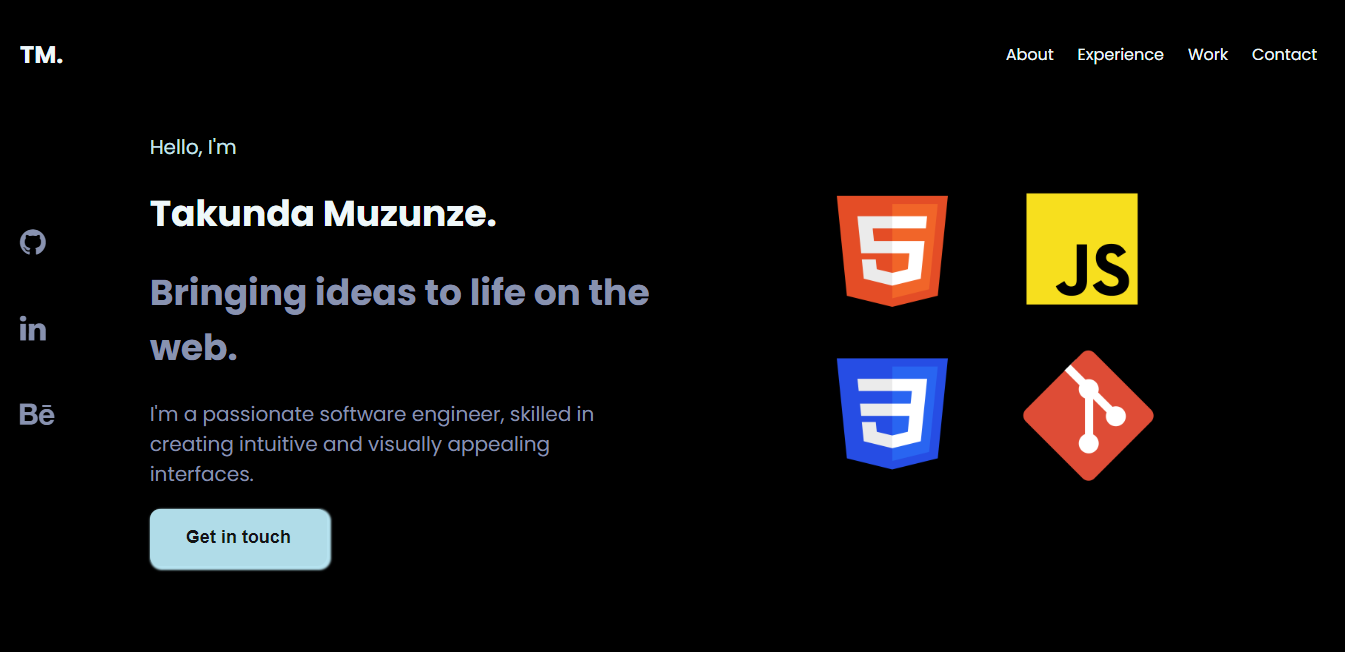 TM.
About Experience Work Contact
Hello, I'm
Takunda Muzunze.
Bringing ideas to life on the
web.
I'm a passionate software engineer, skilled in
creating intuitive and visually appealing
interfaces.
Get in touch
in
Bē
5
JS
3